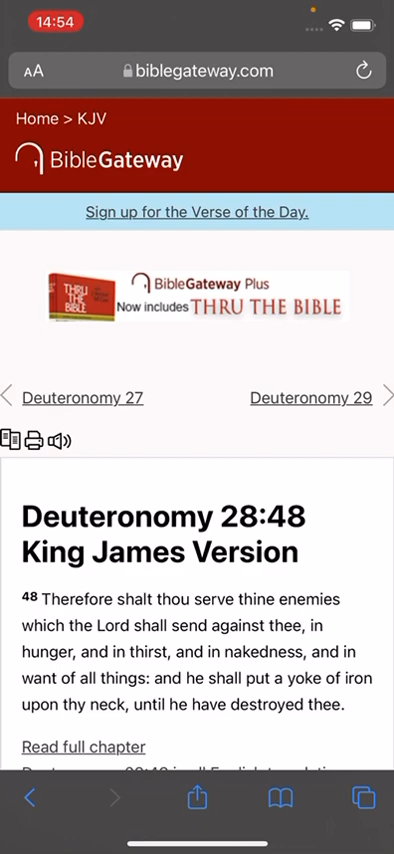 14:54
AA
biblegateway.com
Home > KJV
BibleGateway
Sign up for the Verse of the Day.
THRU THE BIBLE
BibleGateway Plus
Now includes THRU THE BIBLE
Deuteronomy 27
Deuteronomy 29
Deuteronomy 28:48
King James Version
48 Therefore shalt thou serve thine enemies
which the Lord shall send against thee, in
hunger, and in thirst, and in nakedness, and in
want of all things: and he shall put a yoke of iron
upon thy neck, until he have destroyed thee.
Read full chapter